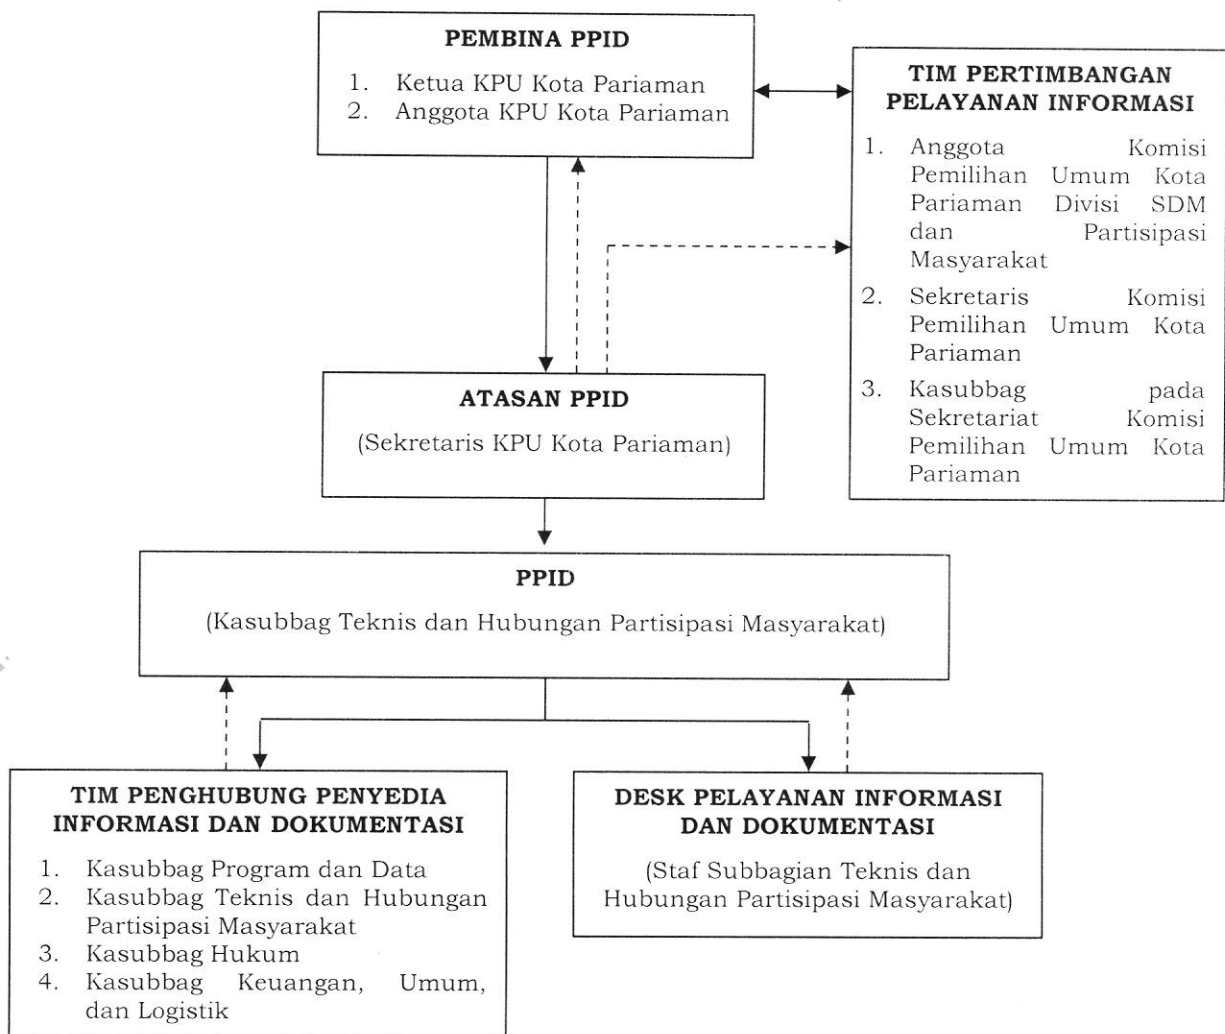 PEMBINA PPID
1. Ketua KPU Kota Pariaman
2. Anggota KPU Kota Pariaman
TIM PERTIMBANGAN
PELAYANAN INFORMASI
1. Anggota Komisi
Pemilihan Umum Kota
Pariaman Divisi SDM
dan Partisipasi
Masyarakat
2. Sekretaris Komisi
Pemilihan Umum Kota
Pariaman
3. Kasubbag pada
Sekretariat Komisi
Pemilihan Umum Kota
Pariaman
ATASAN PPID
(Sekretaris KPU Kota Pariaman)
PPID
(Kasubbag Teknis dan Hubungan Partisipasi Masyarakat)
TIM PENGHUBUNG PENYEDIA
INFORMASI DAN DOKUMENTASI
1. Kasubbag Program dan Data
2. Kasubbag Teknis dan Hubungan
Partisipasi Masyarakat
3. Kasubbag Hukum
4. Kasubbag Keuangan, Umum,
dan Logistik
DESK PELAYANAN INFORMASI
DAN DOKUMENTASI
(Staf Subbagian Teknis dan
Hubungan Partisipasi Masyarakat)